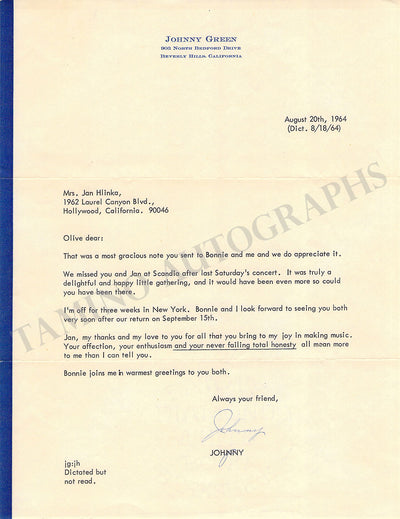 JOHNNY GREEN
902 NORTH BEDFORD DRIVE
BEVERLY HILLS, CALIFORNIA
August 20th, 1964
(Dict. 8/18/64)
Mrs. Jan Hlinka,
1962 Laurel Canyon Blvd.,
Hollywood, California. 90046
Olive dear:
That was a most gracious note you sent to Bonnie and me and we do appreciate it.
We missed you and Jan at Scandia after last Saturday's concert. It was truly a
delightful and happy little gathering, and it would have been even more so could
you have been there.
I'm off for three weeks in New York. Bonnie and I look forward to seeing you both
very soon after our return on September 15th.
Jan, my thanks and my love to you for all that you bring to my joy in making music.
Your affection, your enthusiasm and your never failing total honesty all mean more
to me than I can tell you.
Bonnie joins me in warmest greetings to you both.
Always your friend,
Johnny
JOHNNY
jg:jh
Dictated but
not read.
TAMINO AUTOGRAPHS